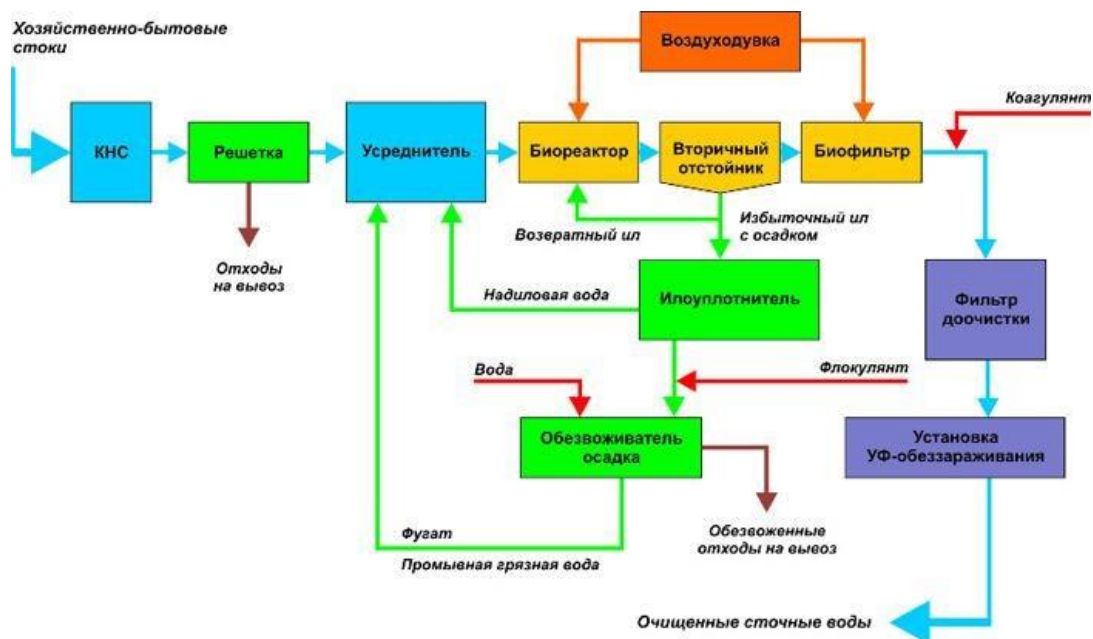 Хозяйственно-бытовые
стоки
Воздуходувка
Коагулянт
КНС
Решетка
Усреднитель
Биореактор
Вторичный
отстойник
Биофильтр
Возвратный ил
Избыточный ил
с осадком
Отходы
на вывоз
Надиловая вода
Илоуплотнитель
Фильтр
доочистки
Вода
Флокулянт
Обезвоживатель
осадка
Установка
УФ-обеззараживания
Фугат
Промывная грязная вода
Обезвоженные
отходы на вывоз
Очищенные сточные воды